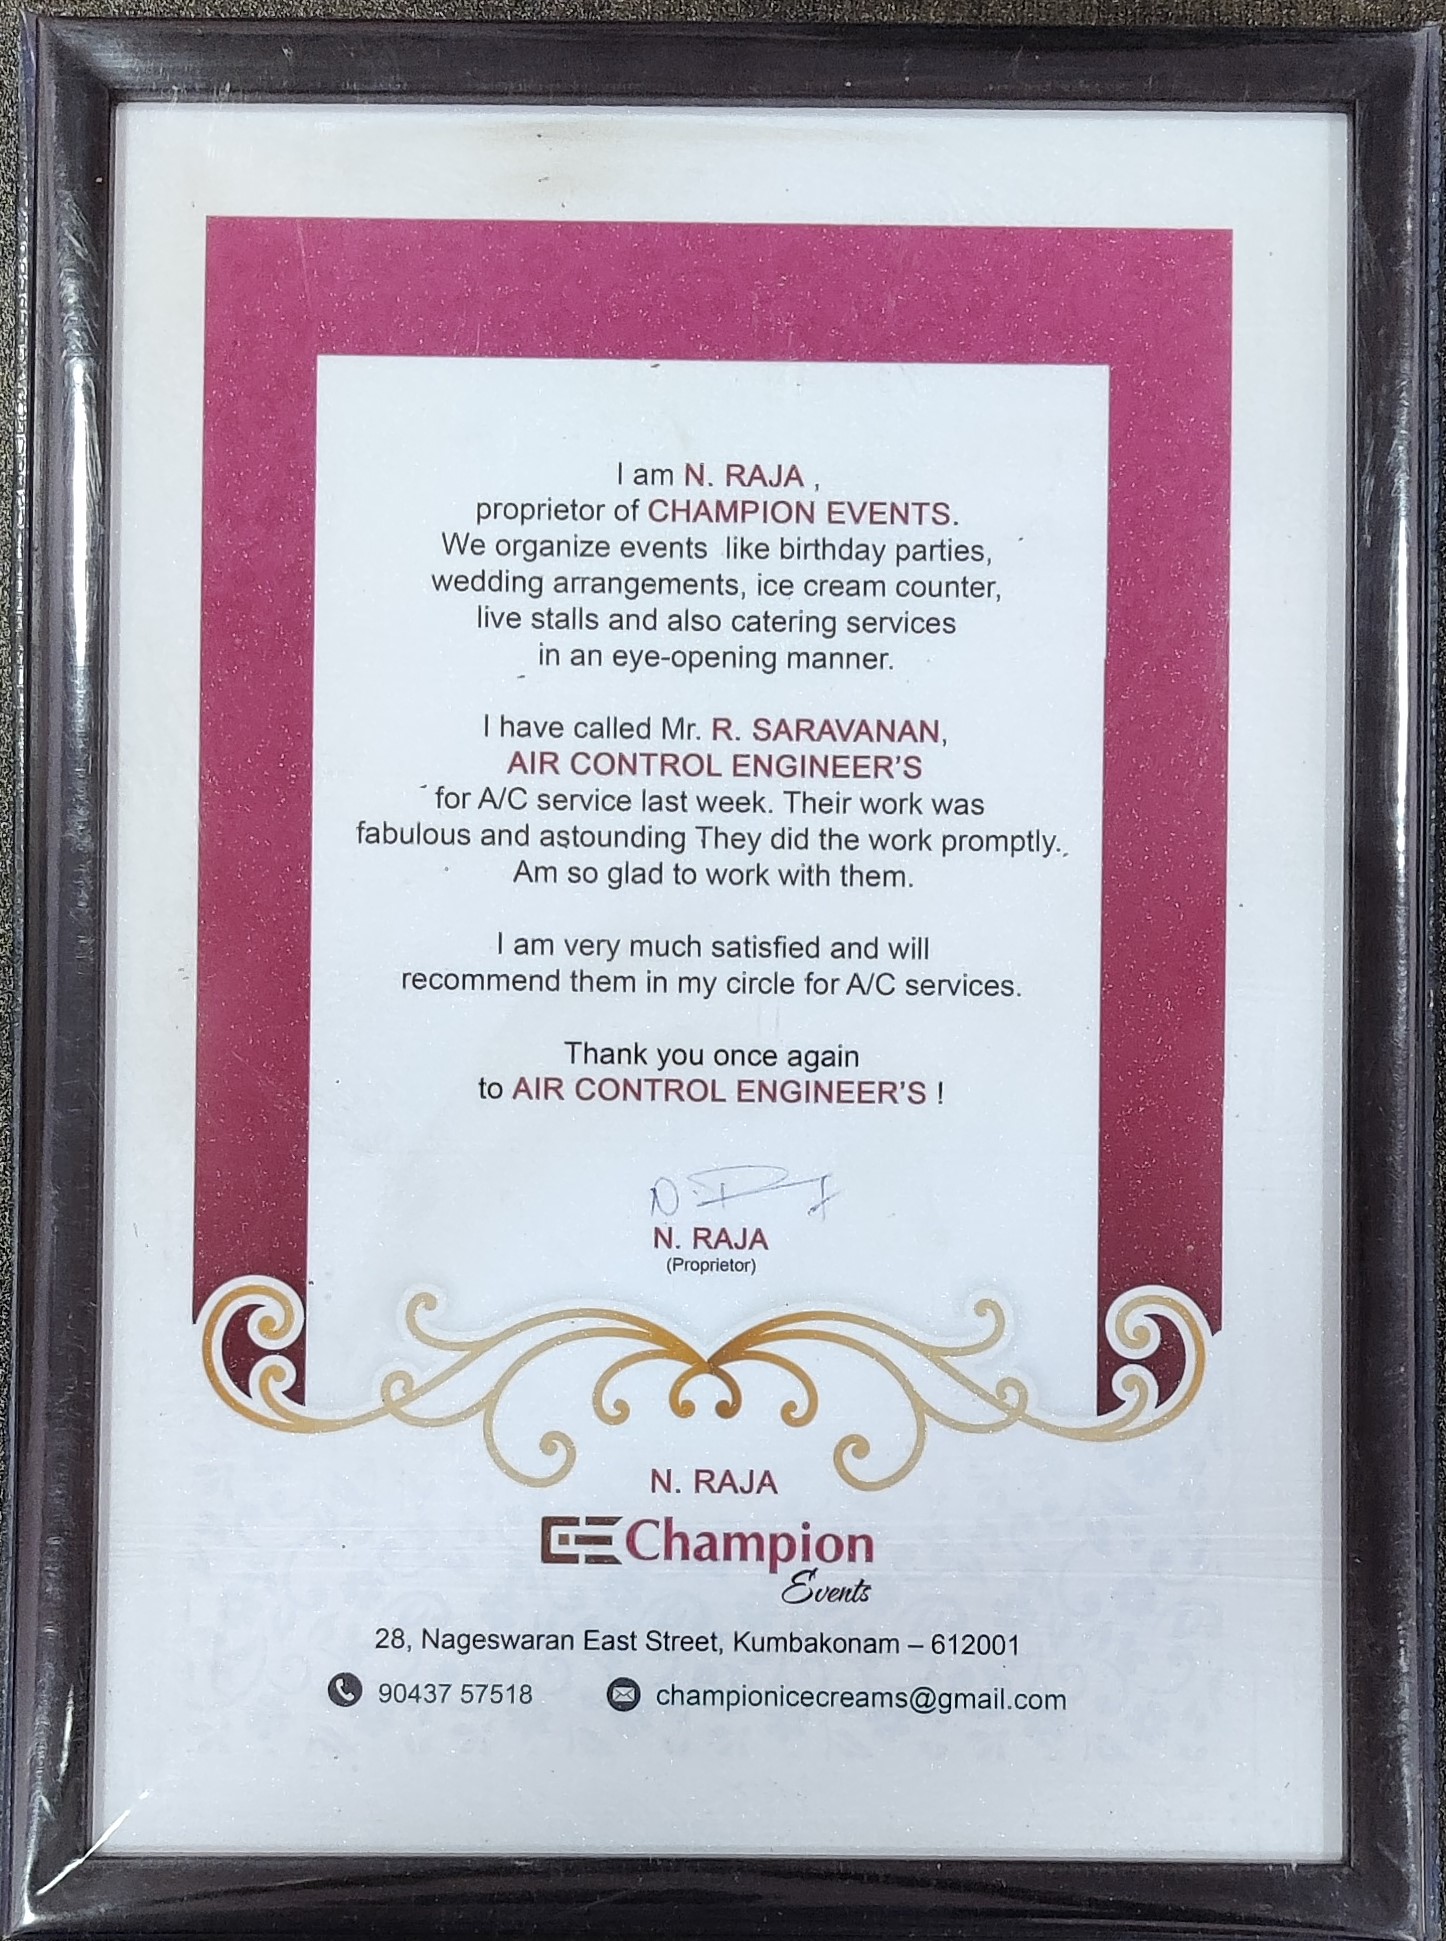 I am N. RAJA ,
proprietor of CHAMPION EVENTS.
We organize events like birthday parties,
wedding arrangements, ice cream counter,
live stalls and also catering services
in an eye-opening manner.
I have called Mr. R. SARAVANAN,
AIR CONTROL ENGINEER'S
for A/C service last week. Their work was
fabulous and astounding They did the work promptly..
Am so glad to work with them.
I am very much satisfied and will
recommend them in my circle for A/C services.
Thank you once again
to AIR CONTROL ENGINEER'S !
N. RAJA
(Proprietor)
N. RAJA
CE Champion
Events
28, Nageswaran East Street, Kumbakonam – 612001
90437 57518 championicecreams@gmail.com